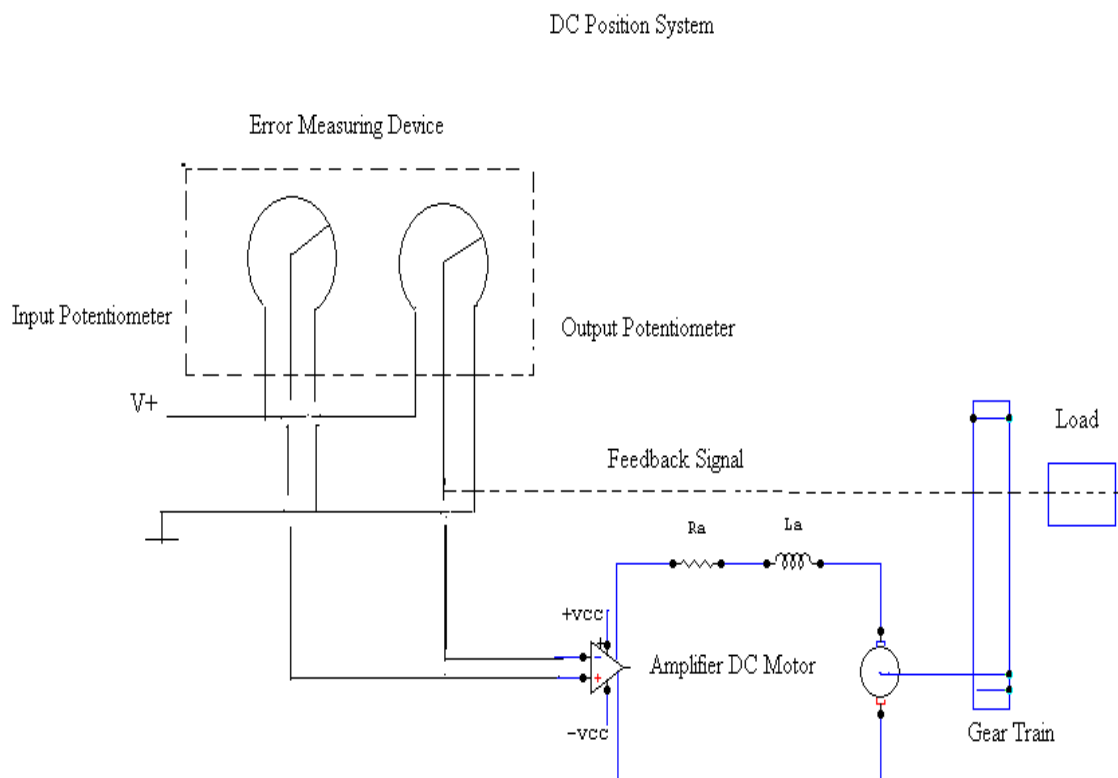 DC Position System
Error Measuring Device
Input Potentiometer
Output Potentiometer
V+
Load
Feedback Signal
Ra
La
+vcc
+
-
+
Amplifier DC Motor
-vcc
Gear Train